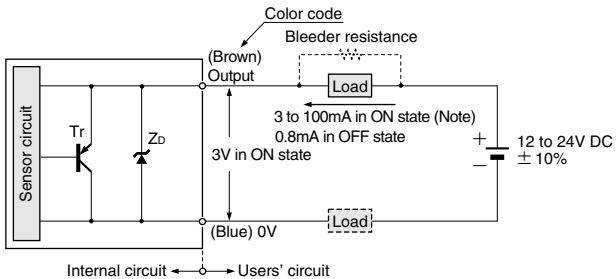 Color code
Bleeder resistance
(Brown)
Output
Load
Sensor circuit
Tr
ZD
3 to 100mA in ON state (Note)
0.8mA in OFF state
3V in ON state
+
−
12 to 24V DC
± 10%
(Blue) 0V
Load
Internal circuit
Users' circuit